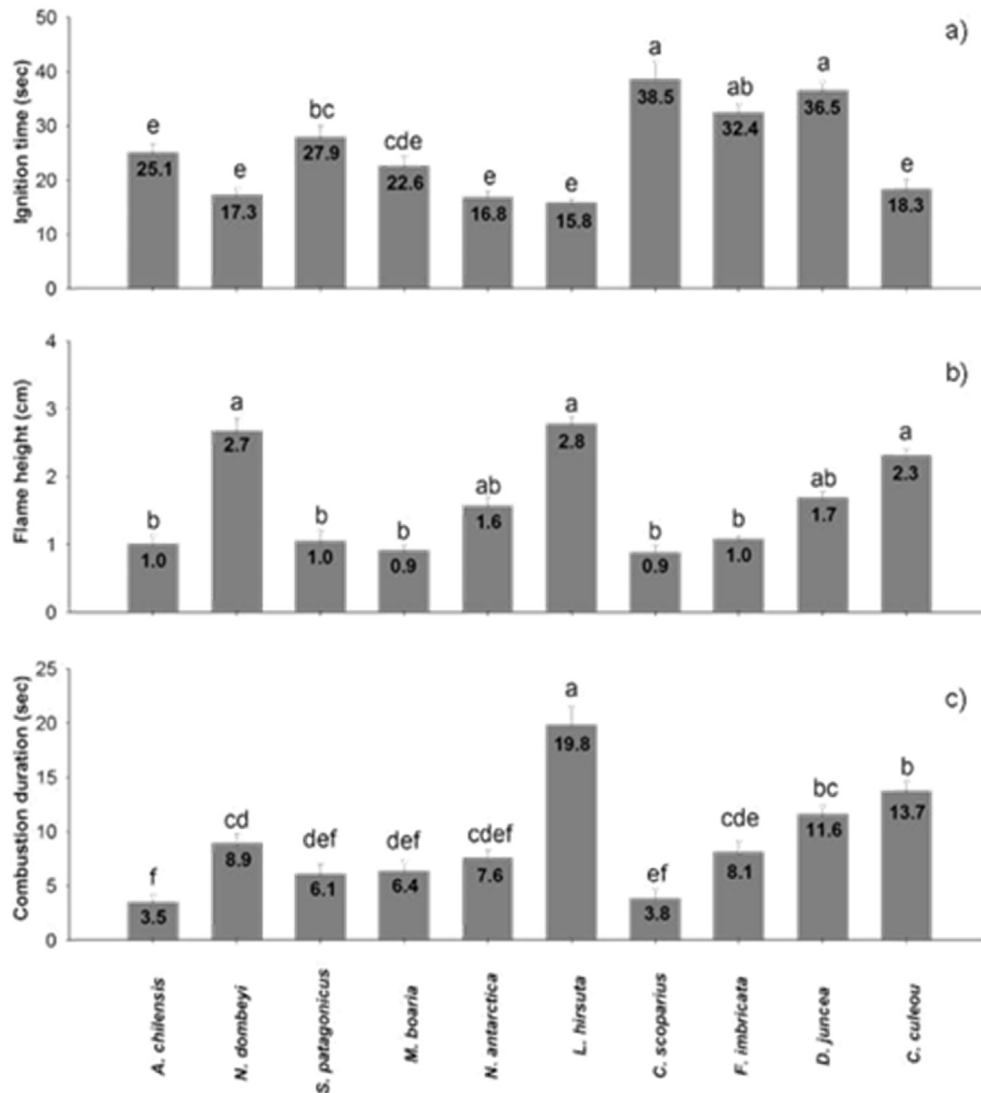 a)
Ignition time (sec)
50
40
30
20
10
0
e
e
bc
cde
e
e
a
ab
a
e
25.1
17.3
27.9
22.6
16.8
15.8
38.5
32.4
36.5
18.3
b)
Flame height (cm)
4
3
2
1
0
b
a
b
b
ab
a
b
b
ab
a
1.0
2.7
1.0
0.9
1.6
2.8
0.9
1.0
1.7
2.3
c)
Combustion duration (sec)
25
20
15
10
5
0
f
cd
def
def
cdef
a
ef
cde
bc
b
3.5
8.9
6.1
6.4
7.6
19.8
3.8
8.1
11.6
13.7
A. chilensis
N. dombeyi
S. patagonicus
M. boaria
N. antarctica
L. hirsuta
C. scoparius
F. imbricata
D. juncea
C. culeou